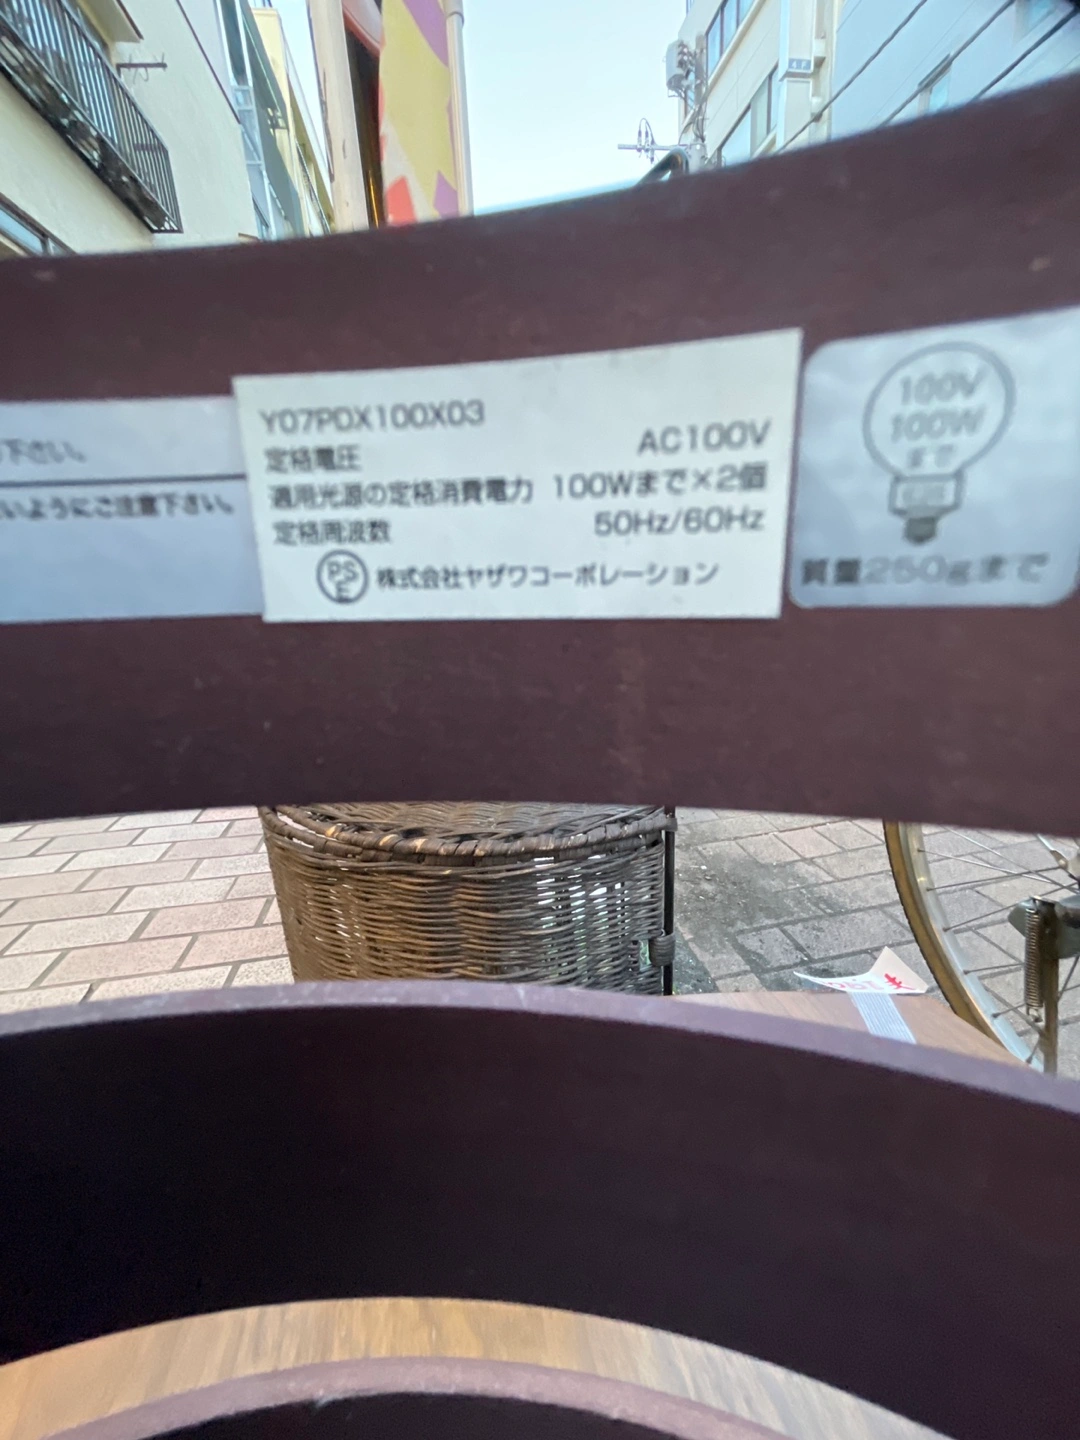 下さい。
いようにご注意下さい。
Y07PDX100X03
定格電圧 AC100V
適用光源の定格消費電力 100Wまで×2個
定格周波数 50Hz/60Hz
PSE 株式会社ヤザワコーポレーション
100V
100W
まで
E26
質量250gまで